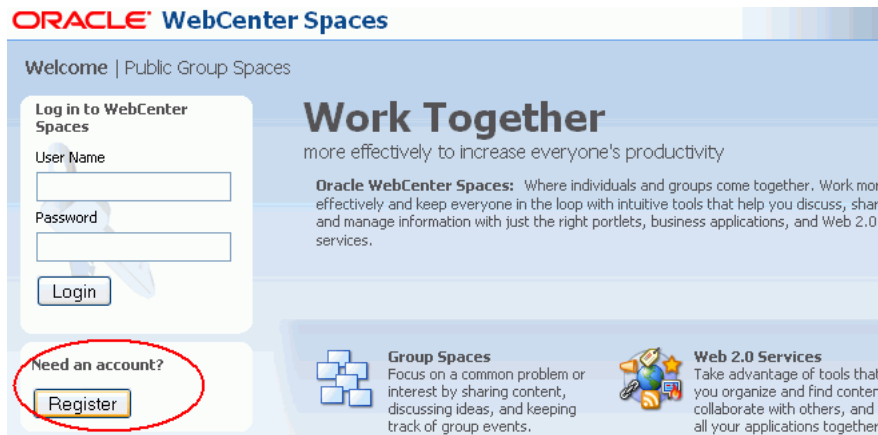 ORACLE WebCenter Spaces
Welcome | Public Group Spaces
Log in to WebCenter
Spaces
User Name
Password
Login
Need an account?
Register
Work Together
more effectively to increase everyone's productivity
Oracle WebCenter Spaces: Where individuals and groups come together. Work mor
effectively and keep everyone in the loop with intuitive tools that help you discuss, shar
and manage information with just the right portlets, business applications, and Web 2.0
services.
Group Spaces
Focus on a common problem or
interest by sharing content,
discussing ideas, and keeping
track of group events.
Web 2.0 Services
Take advantage of tools that
you organize and find conten
collaborate with others, and
all your applications together